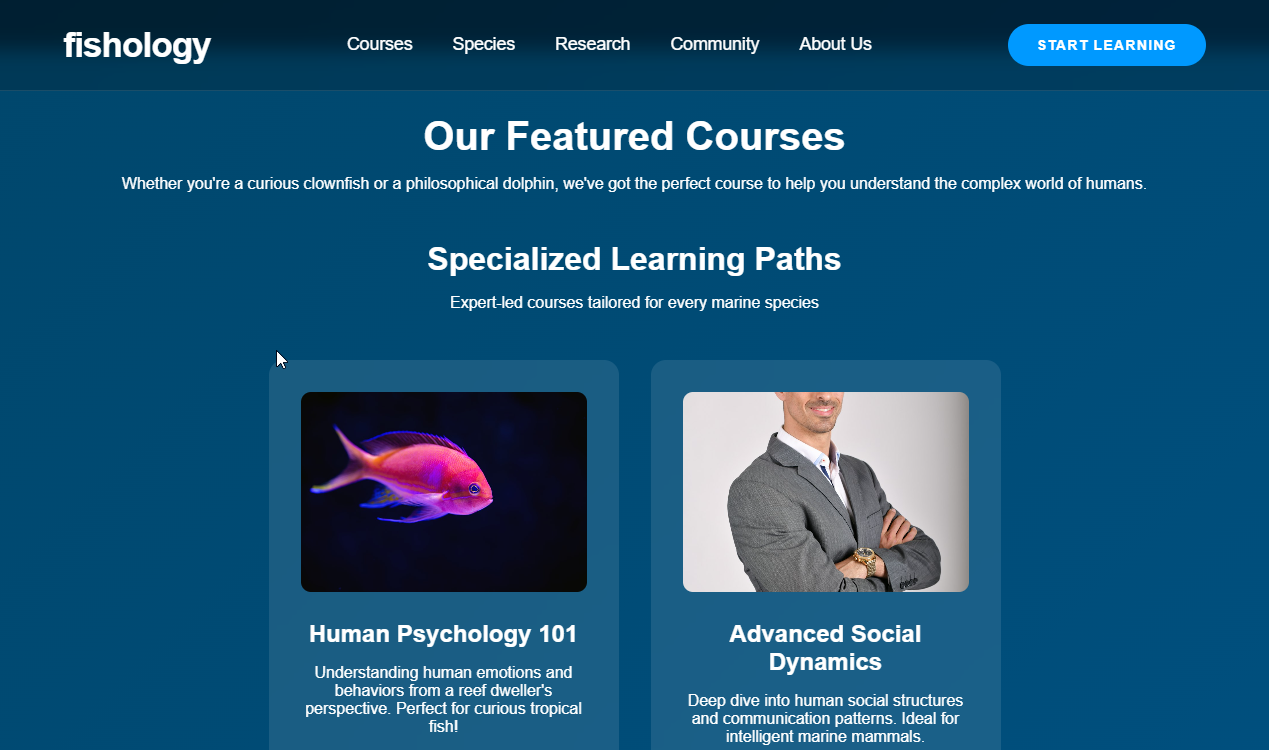 fishology
Courses
Species
Research
Community
About Us
START LEARNING
Our Featured Courses
Whether you're a curious clownfish or a philosophical dolphin, we've got the perfect course to help you understand the complex world of humans.
Specialized Learning Paths
Expert-led courses tailored for every marine species
Human Psychology 101
Understanding human emotions and
behaviors from a reef dweller's
perspective. Perfect for curious tropical
fish!
Advanced Social
Dynamics
Deep dive into human social structures
and communication patterns. Ideal for
intelligent marine mammals.